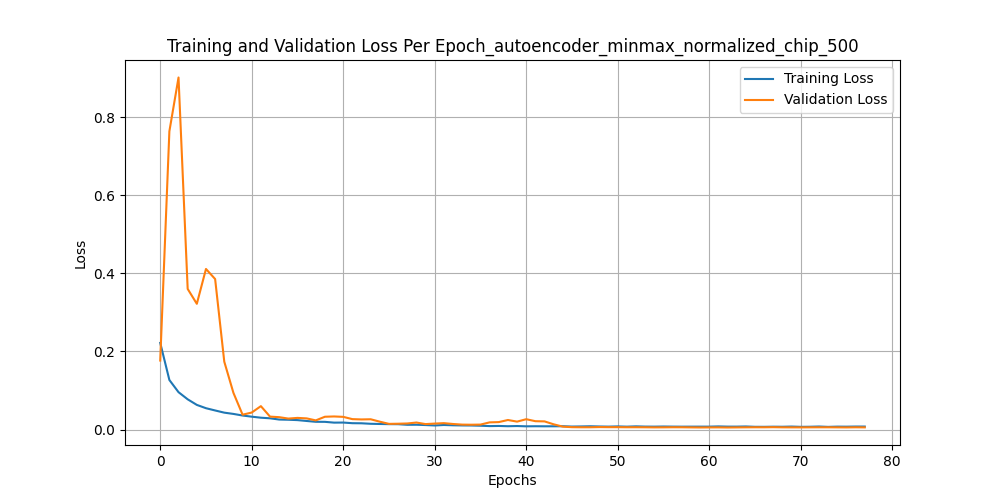 Training and Validation Loss Per Epoch_autoencoder_minmax_normalized_chip_500
Training Loss
Validation Loss
0.8
0.6
0.4
0.2
0.0
Loss
0 10 20 30 40 50 60 70 80
Epochs